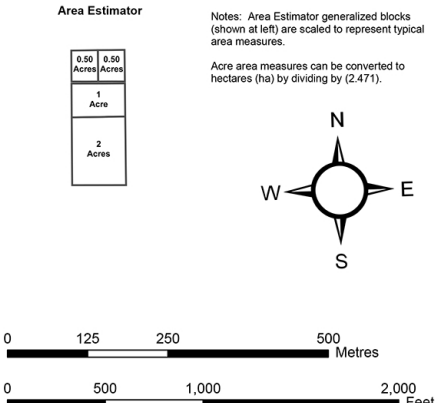 Area Estimator
Notes: Area Estimator generalized blocks
(shown at left) are scaled to represent typical
area measures.
Acre area measures can be converted to
hectares (ha) by dividing by (2.471).
0.50 0.50
Acres Acres
1
Acre
2
Acres
N
W E
S
0 125 250 500
Metres
0 500 1,000 2,000
Feet